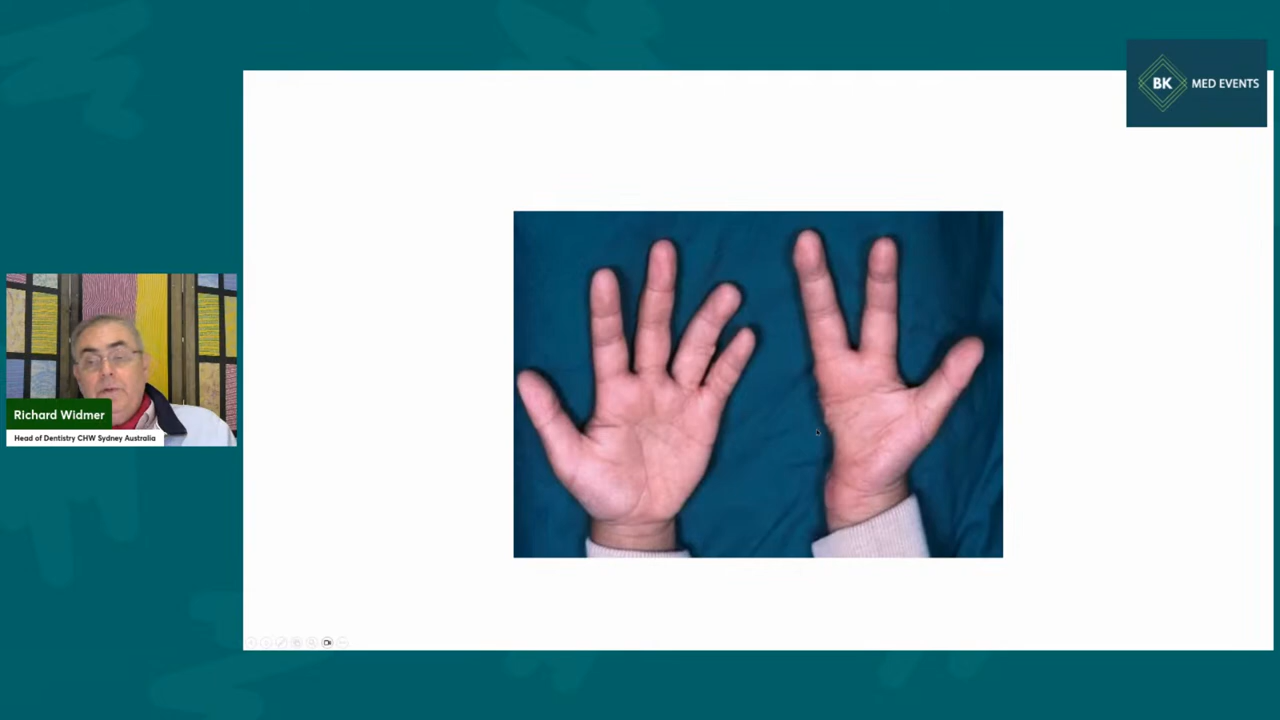 BK MED EVENTS
Richard Widmer
Head of Dentistry CHW Sydney Australia